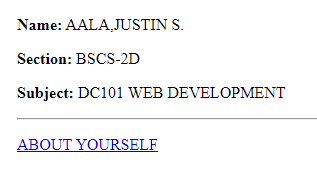 Name: AALA,JUSTIN S.
Section: BSCS-2D
Subject: DC101 WEB DEVELOPMENT
ABOUT YOURSELF